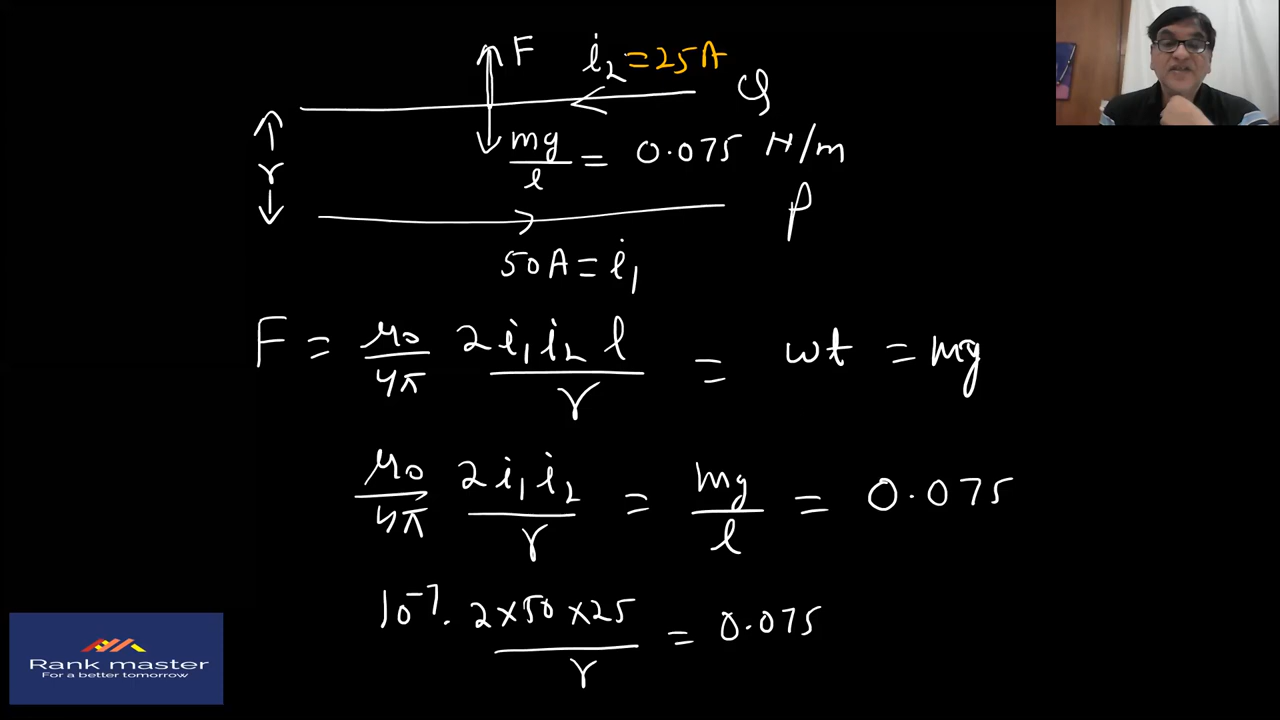 F i₂ = 25A Q
mg/l = 0.075 N/m
r
P
50A = i₁
F = μ₀/4π 2i₁i₂l/r = wt = mg
μ₀/4π 2i₁i₂/r = mg/l = 0.075
10⁻⁷. 2×50×25/r = 0.075
Rank master
For a better tomorrow